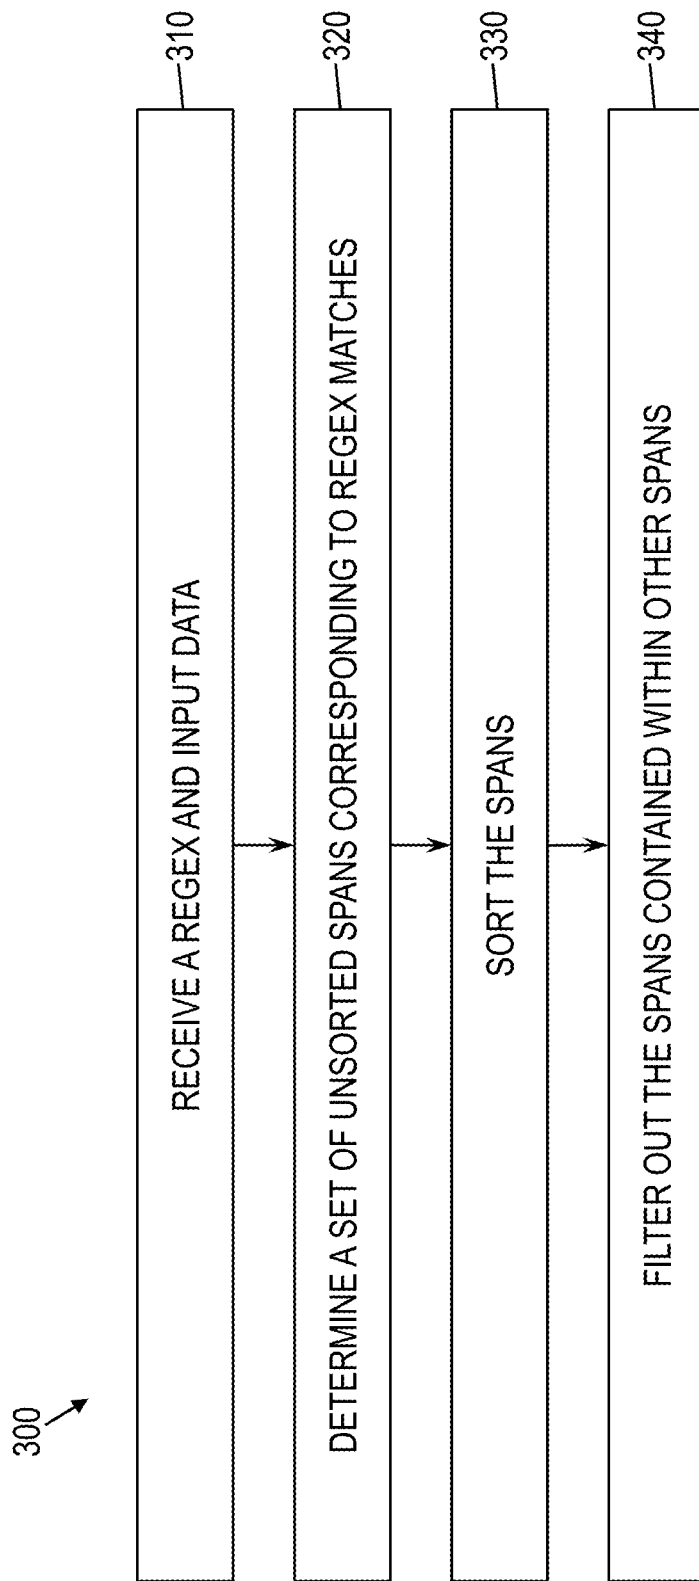 300
RECEIVE A REGEX AND INPUT DATA
310
DETERMINE A SET OF UNSORTED SPANS CORRESPONDING TO REGEX MATCHES
320
SORT THE SPANS
330
FILTER OUT THE SPANS CONTAINED WITHIN OTHER SPANS
340